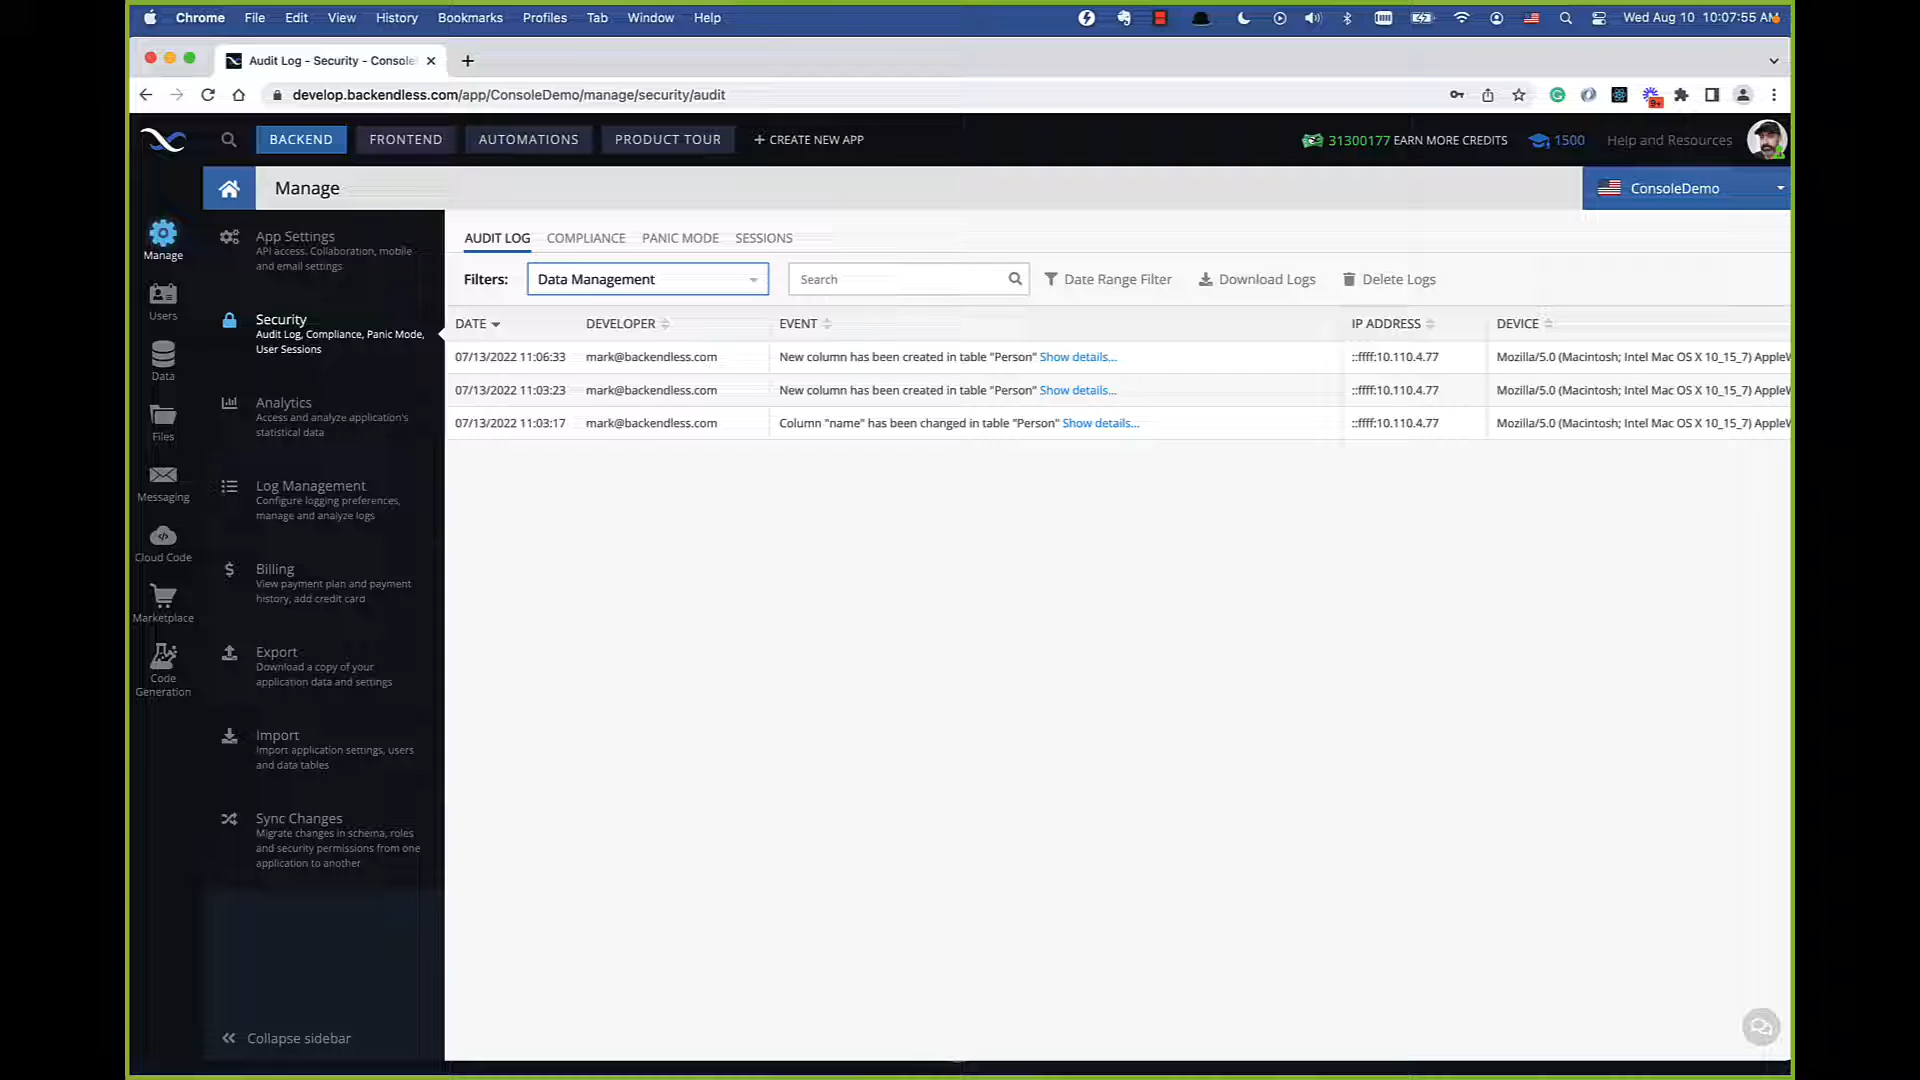 Chrome File Edit View History Bookmarks Profiles Tab Window Help Wed Aug 10 10:07:55 AM
Audit Log - Security - Console
develop.backendless.com/app/ConsoleDemo/manage/security/audit
9+
BACKEND FRONTEND AUTOMATIONS PRODUCT TOUR + CREATE NEW APP 31300177 EARN MORE CREDITS 1500 Help and Resources
Manage ConsoleDemo
Manage
Users
Data
Files
Messaging
Cloud Code
Marketplace
Code
Generation
App Settings
API access, Collaboration, mobile
and email settings
Security
Audit Log, Compliance, Panic Mode,
User Sessions
Analytics
Access and analyze application's
statistical data
Log Management
Configure logging preferences,
manage and analyze logs
Billing
View payment plan and payment
history, add credit card
Export
Download a copy of your
application data and settings
Import
Import application settings, users
and data tables
Sync Changes
Migrate changes in schema, roles
and security permissions from one
application to another
Collapse sidebar
AUDIT LOG COMPLIANCE PANIC MODE SESSIONS
Filters: Data Management Search Date Range Filter Download Logs Delete Logs
DATE DEVELOPER EVENT IP ADDRESS DEVICE
07/13/2022 11:06:33 mark@backendless.com New column has been created in table "Person" Show details... ::ffff:10.110.4.77 Mozilla/5.0 (Macintosh; Intel Mac OS X 10_15_7) AppleW
07/13/2022 11:03:23 mark@backendless.com New column has been created in table "Person" Show details... ::ffff:10.110.4.77 Mozilla/5.0 (Macintosh; Intel Mac OS X 10_15_7) AppleW
07/13/2022 11:03:17 mark@backendless.com Column "name" has been changed in table "Person" Show details... ::ffff:10.110.4.77 Mozilla/5.0 (Macintosh; Intel Mac OS X 10_15_7) AppleW